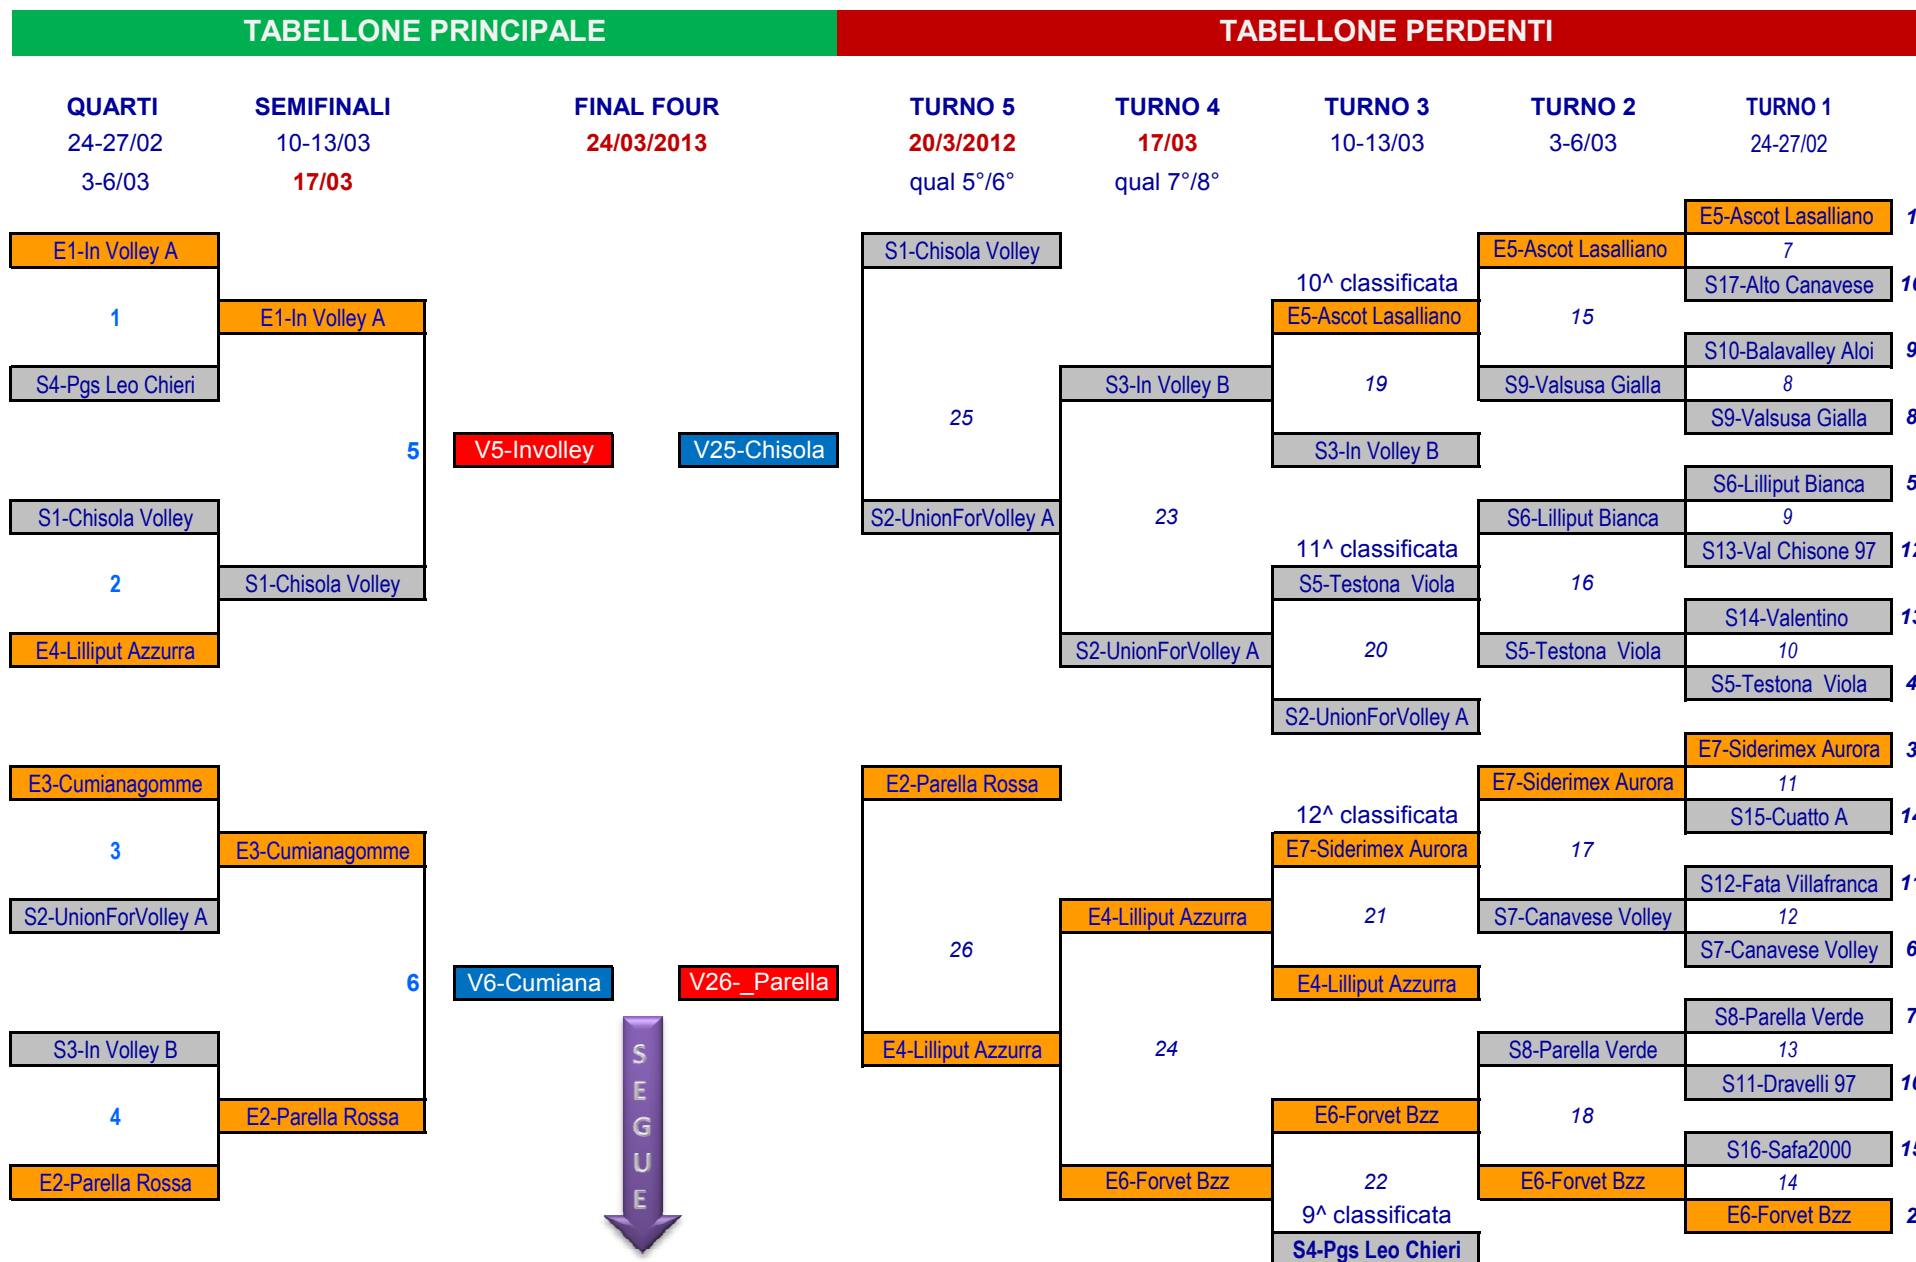 TABELLONE PRINCIPALE TABELLONE PERDENTI
QUARTI SEMIFINALI FINAL FOUR TURNO 5 TURNO 4 TURNO 3 TURNO 2 TURNO 1
24-27/02 10-13/03 24/03/2013 20/3/2012 17/03 10-13/03 3-6/03 24-27/02
3-6/03 17/03 qual 5°/6° qual 7°/8°
E5-Ascot Lasalliano 1
E1-In Volley A S1-Chisola Volley E5-Ascot Lasalliano 7
10^ classificata S17-Alto Canavese
1 E1-In Volley A E5-Ascot Lasalliano 15
S10-Balavalley Aloi 9
S4-Pgs Leo Chieri S3-In Volley B 19 S9-Valsusa Gialla 8
25 S9-Valsusa Gialla 8
5 V5-Involley V25-Chisola S3-In Volley B
S6-Lilliput Bianca 5
S1-Chisola Volley S2-UnionForVolley A 23 S6-Lilliput Bianca 9
11^ classificata S13-Val Chisone 97
2 S1-Chisola Volley S5-Testona Viola 16
S14-Valentino
E4-Lilliput Azzurra S2-UnionForVolley A 20 S5-Testona Viola 10
S5-Testona Viola 4
S2-UnionForVolley A
E7-Siderimex Aurora 3
E3-Cumianagomme E2-Parella Rossa E7-Siderimex Aurora 11
12^ classificata S15-Cuatto A
3 E3-Cumianagomme E7-Siderimex Aurora 17
S12-Fata Villafranca
S2-UnionForVolley A E4-Lilliput Azzurra 21 S7-Canavese Volley 12
26 S7-Canavese Volley 6
6 V6-Cumiana V26-_Parella E4-Lilliput Azzurra
S8-Parella Verde 7
S3-In Volley B SEGUE E4-Lilliput Azzurra 24 S8-Parella Verde 13
S11-Dravelli 97
4 E2-Parella Rossa E6-Forvet Bzz 18
S16-Safa2000
E2-Parella Rossa E6-Forvet Bzz 22 E6-Forvet Bzz 14
9^ classificata E6-Forvet Bzz 2
S4-Pgs Leo Chieri